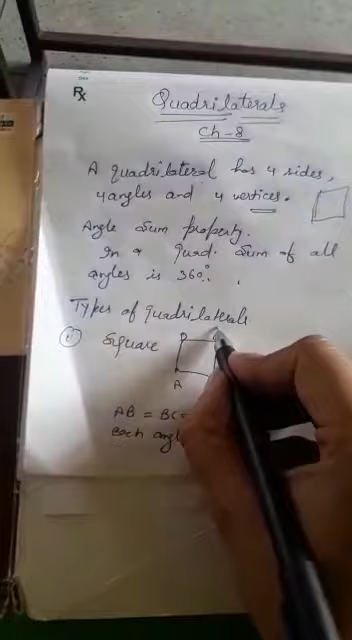 Rx
Quadrilaterals
Ch-8
A quadrilateral has 4 sides,
4 angles and 4 vertices.
Angle Sum property.
In a quad. Sum of all
angles is 360°.
Types of quadrilaterals
① Square
D
A
AB = BC =
each angl